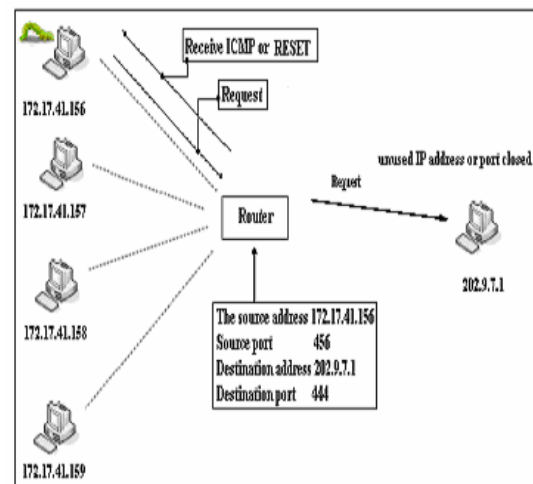 Receive ICMP or RESET
Request
172.17.41.156
unused IP address or port closed
Request
172.17.41.157
Router
202.9.7.1
172.17.41.158
The source address 172.17.41.156
Source port 456
Destination address 202.9.7.1
Destination port 444
172.17.41.159